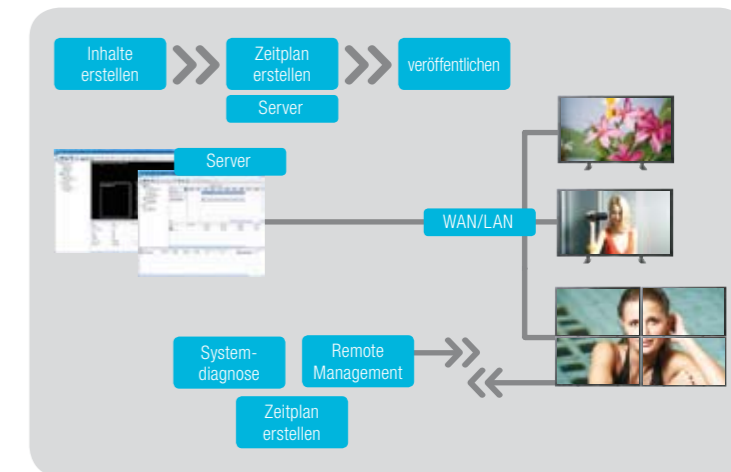 Inhalte
erstellen
Zeitplan
erstellen
veröffentlichen
Server
Server
WAN/LAN
System-
diagnose
Remote
Management
Zeitplan
erstellen